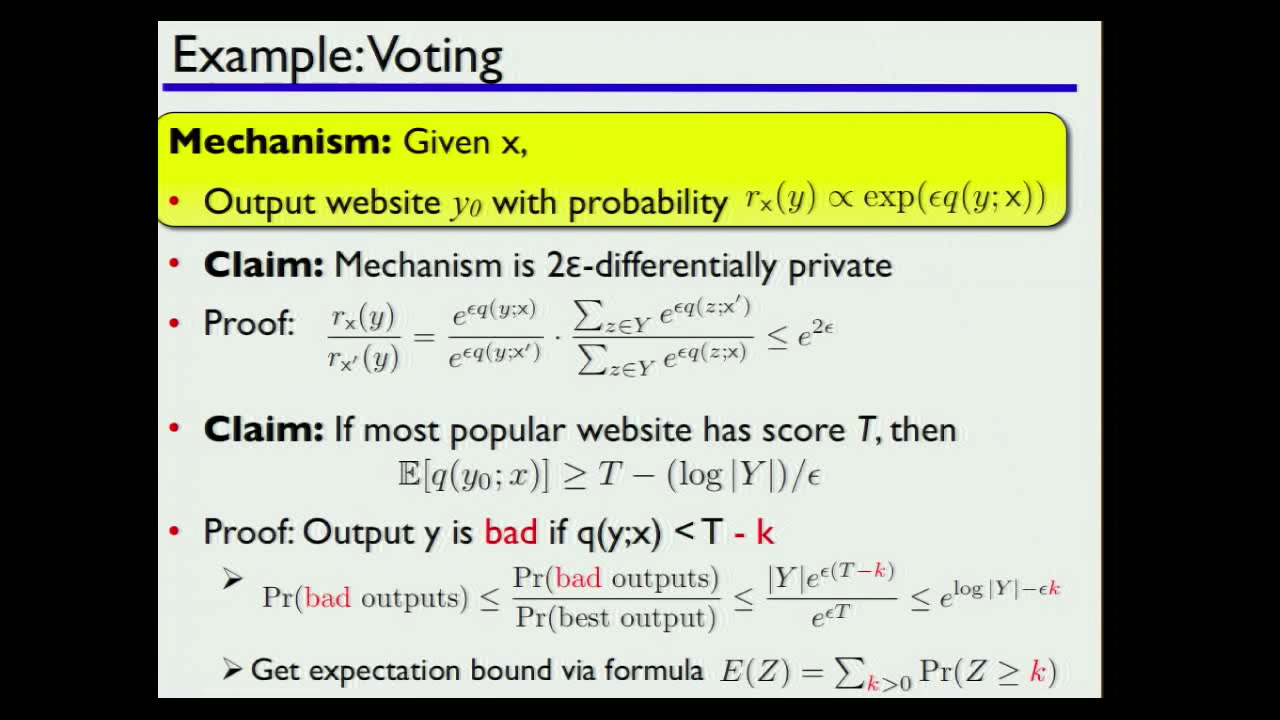 Example: Voting
Mechanism: Given x,
• Output website y₀ with probability r_x(y) ∝ exp(ϵq(y; x))
• Claim: Mechanism is 2ε-differentially private
• Proof: r_x(y) / r_x′(y) = e^{ϵq(y;x)} / e^{ϵq(y;x′)} · ∑_{z∈Y} e^{ϵq(z;x′)} / ∑_{z∈Y} e^{ϵq(z;x)} ≤ e^{2ϵ}
• Claim: If most popular website has score T, then
𝔼[q(y₀; x)] ≥ T − (log |Y|)/ϵ
• Proof: Output y is bad if q(y;x) < T - k
➢ Pr(bad outputs) ≤ Pr(bad outputs) / Pr(best output) ≤ |Y|e^{ϵ(T−k)} / e^{ϵT} ≤ e^{log |Y|−ϵk}
➢ Get expectation bound via formula E(Z) = ∑_{k>0} Pr(Z ≥ k)